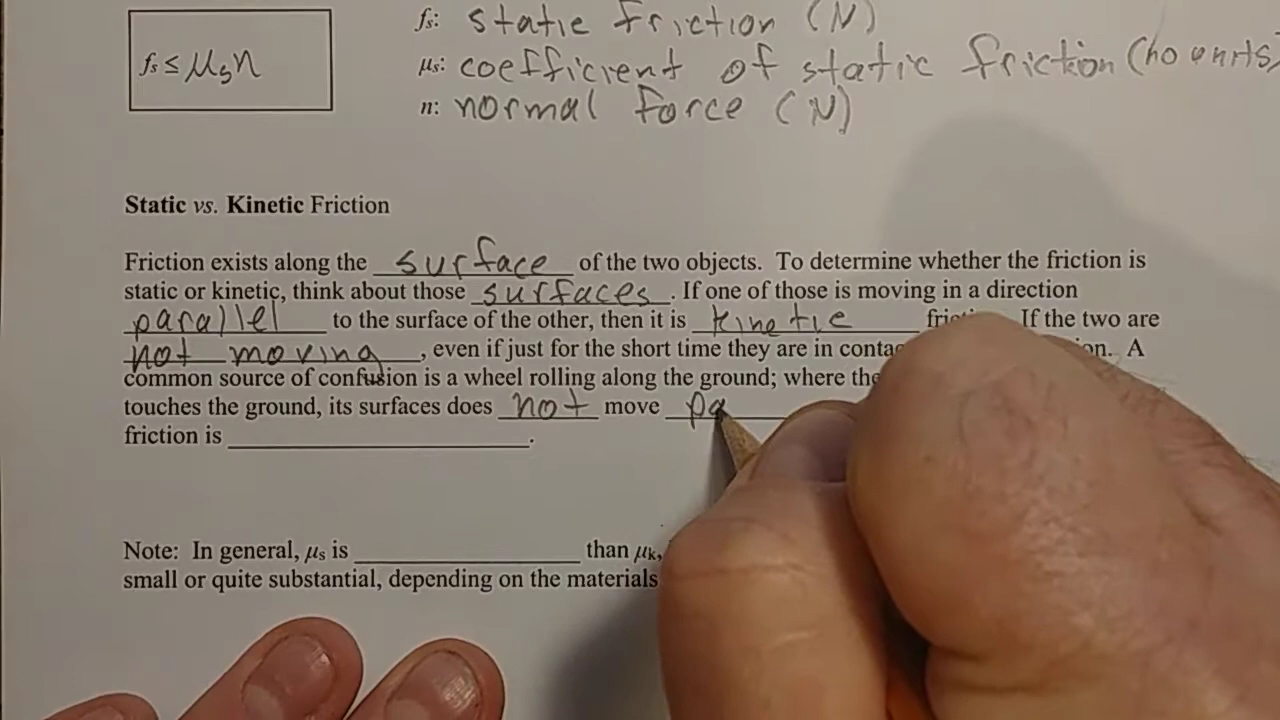 fs: static friction (N)
fs ≤ μsn
μs: coefficient of static friction (no units)
n: normal force (N)
Static vs. Kinetic Friction
Friction exists along the surface of the two objects. To determine whether the friction is
static or kinetic, think about those surfaces. If one of those is moving in a direction
parallel to the surface of the other, then it is kinetic If the two are
not moving, even if just for the short time they are in A
common source of confusion is a wheel rolling along the ground; where
touches the ground, its surfaces does not move
friction is .
Note: In general, μs is than μk,
small or quite substantial, depending on the materials